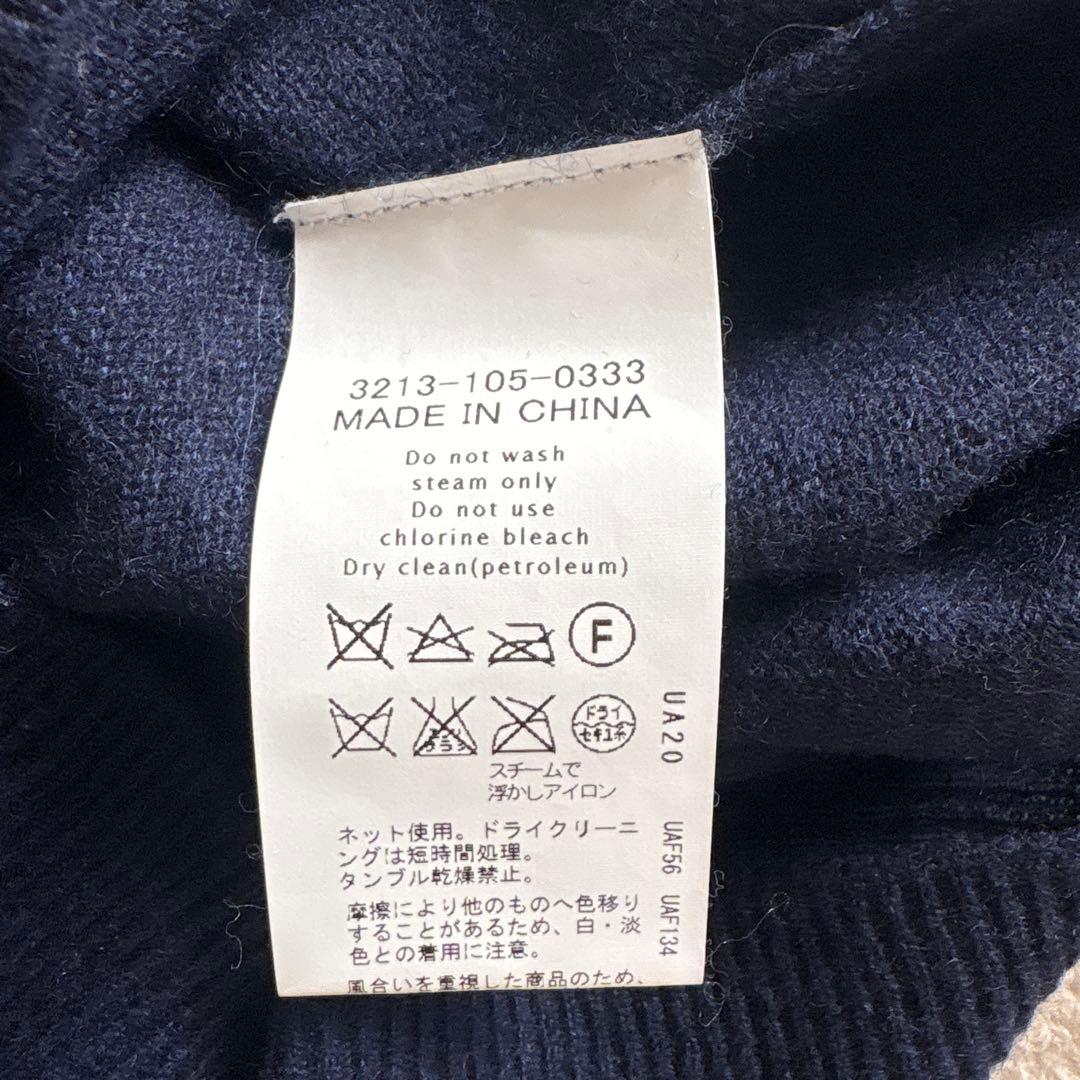 3213-105-0333
MADE IN CHINA
Do not wash
steam only
Do not use
chlorine bleach
Dry clean(petroleum)
F
エンソ
サラシ
ドライ
セキユ系
スチームで
浮かしアイロン
ネット使用。ドライクリーニ
ングは短時間処理。
タンブル乾燥禁止。
摩擦により他のものへ色移り
することがあるため、白・淡
色との着用に注意。
風合いを重視した商品のため、
UA20
UAF56 UAF134